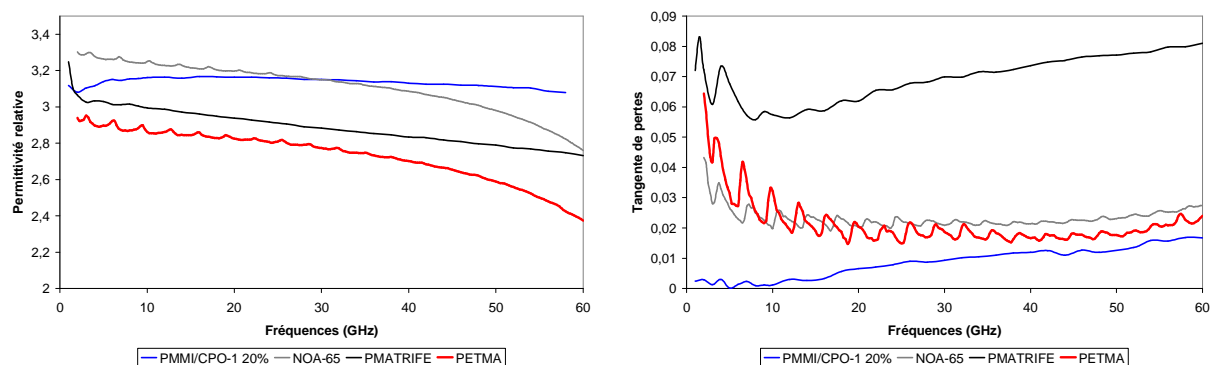 Permittivité relative
3,4
3,2
3
2,8
2,6
2,4
2,2
2
0 10 20 30 40 50 60
Fréquences (GHz)
PMMI/CPO-1 20% NOA-65 PMATRIFE PETMA
Tangente de pertes
0,09
0,08
0,07
0,06
0,05
0,04
0,03
0,02
0,01
0
0 10 20 30 40 50 60
Fréquences (GHz)
PMMI/CPO-1 20% NOA-65 PMATRIFE PETMA